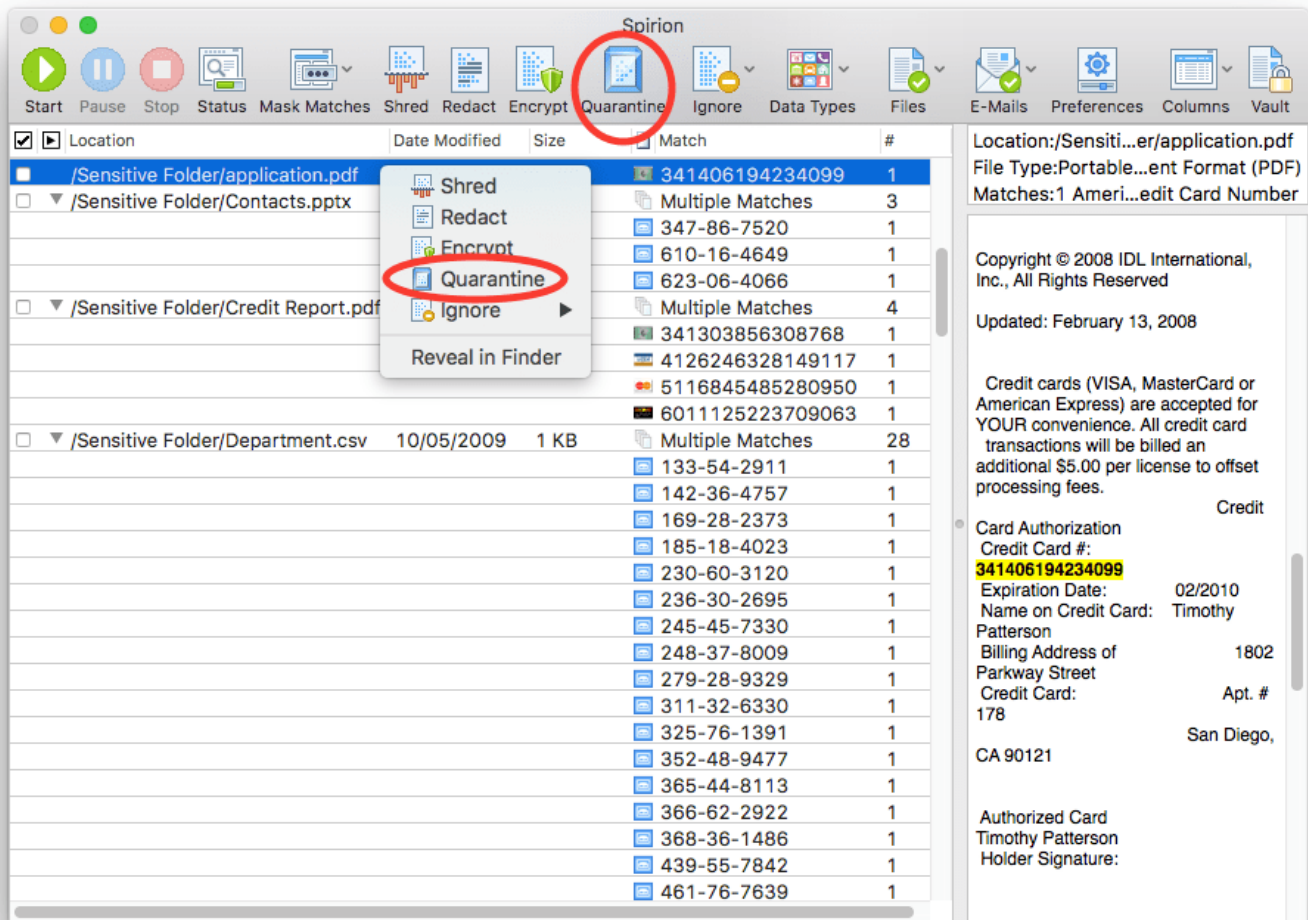 Spirion
Start Pause Stop Status Mask Matches Shred Redact Encrypt Quarantine Ignore Data Types Files E-Mails Preferences Columns Vault
Location Date Modified Size Match #
/Sensitive Folder/application.pdf 341406194234099 1
/Sensitive Folder/Contacts.pptx Multiple Matches 3
347-86-7520 1
610-16-4649 1
623-06-4066 1
/Sensitive Folder/Credit Report.pdf Multiple Matches 4
341303856308768 1
4126246328149117 1
5116845485280950 1
6011125223709063 1
/Sensitive Folder/Department.csv 10/05/2009 1 KB Multiple Matches 28
133-54-2911 1
142-36-4757 1
169-28-2373 1
185-18-4023 1
230-60-3120 1
236-30-2695 1
245-45-7330 1
248-37-8009 1
279-28-9329 1
311-32-6330 1
325-76-1391 1
352-48-9477 1
365-44-8113 1
366-62-2922 1
368-36-1486 1
439-55-7842 1
461-76-7639 1
Shred
Redact
Encrypt
Quarantine
Ignore
Reveal in Finder
Location:/Sensiti...er/application.pdf
File Type:Portable...ent Format (PDF)
Matches:1 Ameri...edit Card Number
Copyright © 2008 IDL International,
Inc., All Rights Reserved
Updated: February 13, 2008
Credit cards (VISA, MasterCard or
American Express) are accepted for
YOUR convenience. All credit card
transactions will be billed an
additional $5.00 per license to offset
processing fees.
Credit
Card Authorization
Credit Card #:
341406194234099
Expiration Date: 02/2010
Name on Credit Card: Timothy
Patterson
Billing Address of 1802
Parkway Street
Credit Card: Apt. #
178
San Diego,
CA 90121
Authorized Card
Timothy Patterson
Holder Signature: